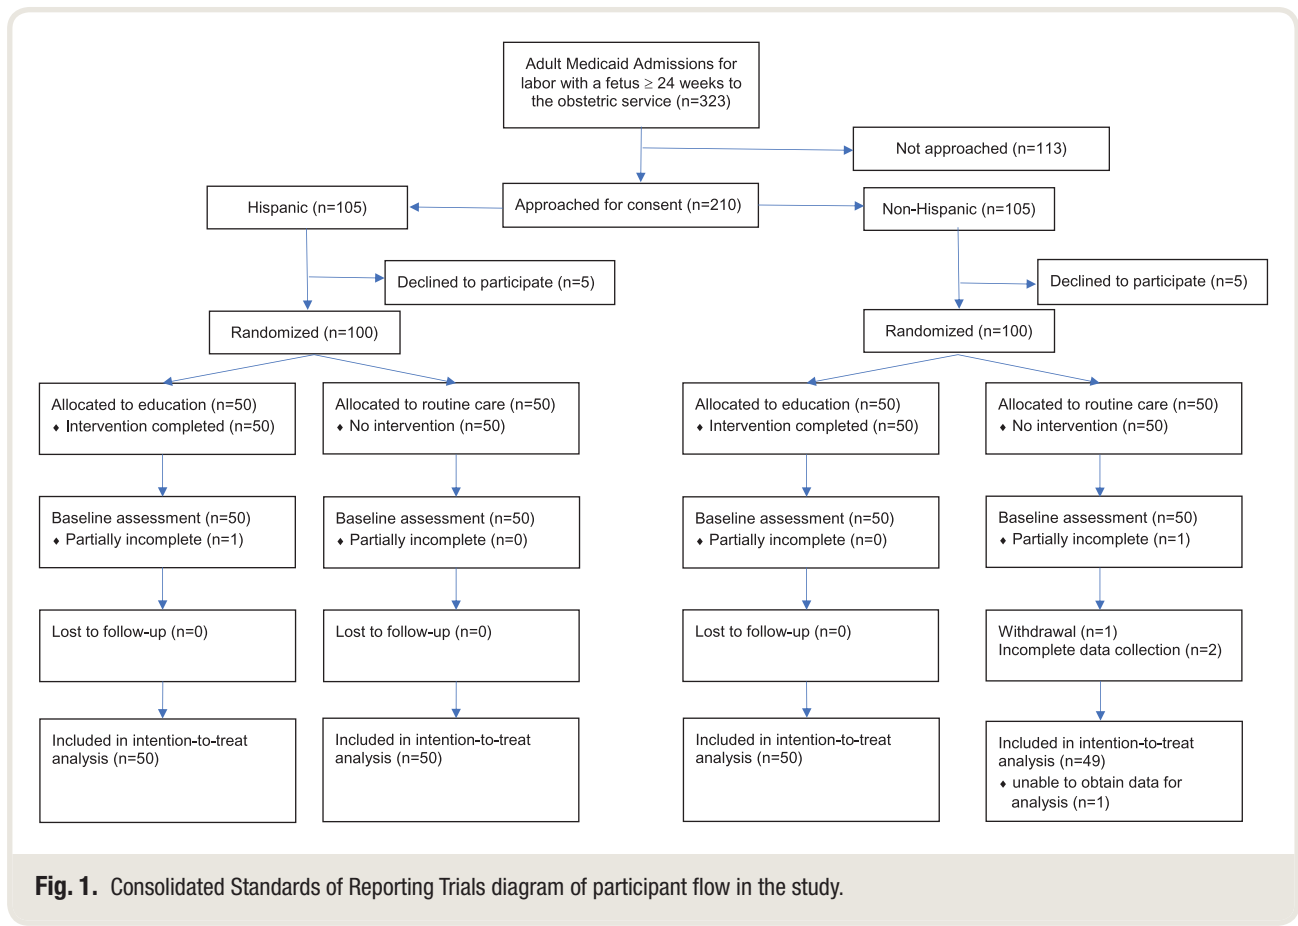 Adult Medicaid Admissions for
labor with a fetus ≥ 24 weeks to
the obstetric service (n=323)
Not approached (n=113)
Approached for consent (n=210)
Hispanic (n=105)
Non-Hispanic (n=105)
Declined to participate (n=5)
Declined to participate (n=5)
Randomized (n=100)
Randomized (n=100)
Allocated to education (n=50)
♦ Intervention completed (n=50)
Allocated to routine care (n=50)
♦ No intervention (n=50)
Allocated to education (n=50)
♦ Intervention completed (n=50)
Allocated to routine care (n=50)
♦ No intervention (n=50)
Baseline assessment (n=50)
♦ Partially incomplete (n=1)
Baseline assessment (n=50)
♦ Partially incomplete (n=0)
Baseline assessment (n=50)
♦ Partially incomplete (n=0)
Baseline assessment (n=50)
♦ Partially incomplete (n=1)
Lost to follow-up (n=0)
Lost to follow-up (n=0)
Lost to follow-up (n=0)
Withdrawal (n=1)
Incomplete data collection (n=2)
Included in intention-to-treat
analysis (n=50)
Included in intention-to-treat
analysis (n=50)
Included in intention-to-treat
analysis (n=50)
Included in intention-to-treat
analysis (n=49)
♦ unable to obtain data for
analysis (n=1)
Fig. 1. Consolidated Standards of Reporting Trials diagram of participant flow in the study.